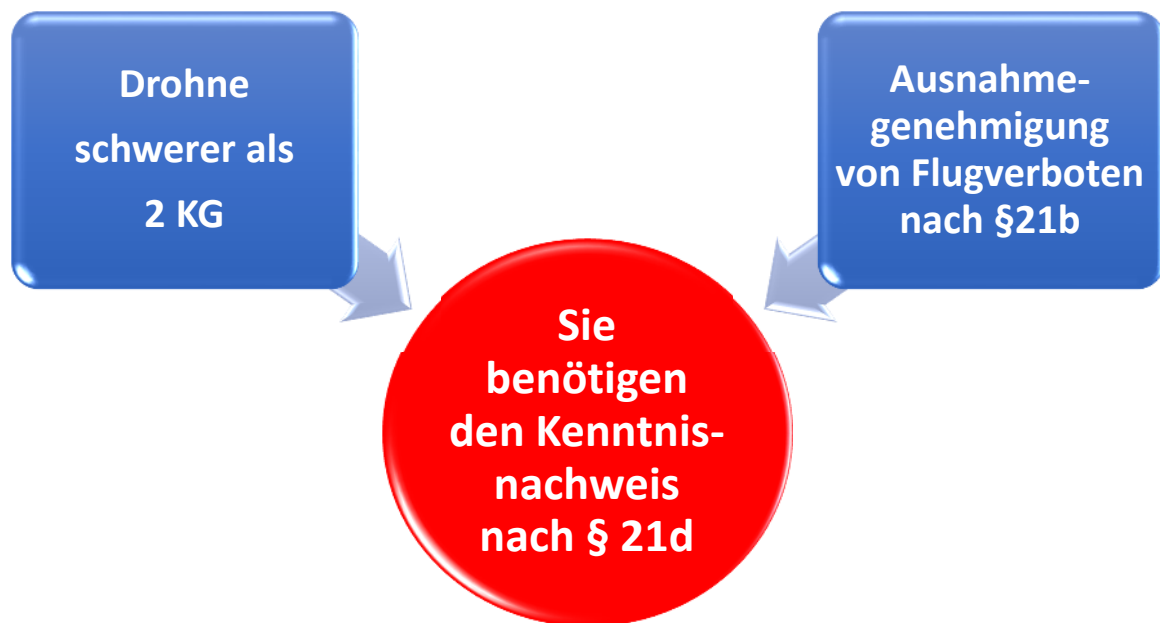 Drohne
schwerer als
2 KG
Ausnahme-
genehmigung
von Flugverboten
nach §21b
Sie
benötigen
den Kenntnis-
nachweis
nach § 21d